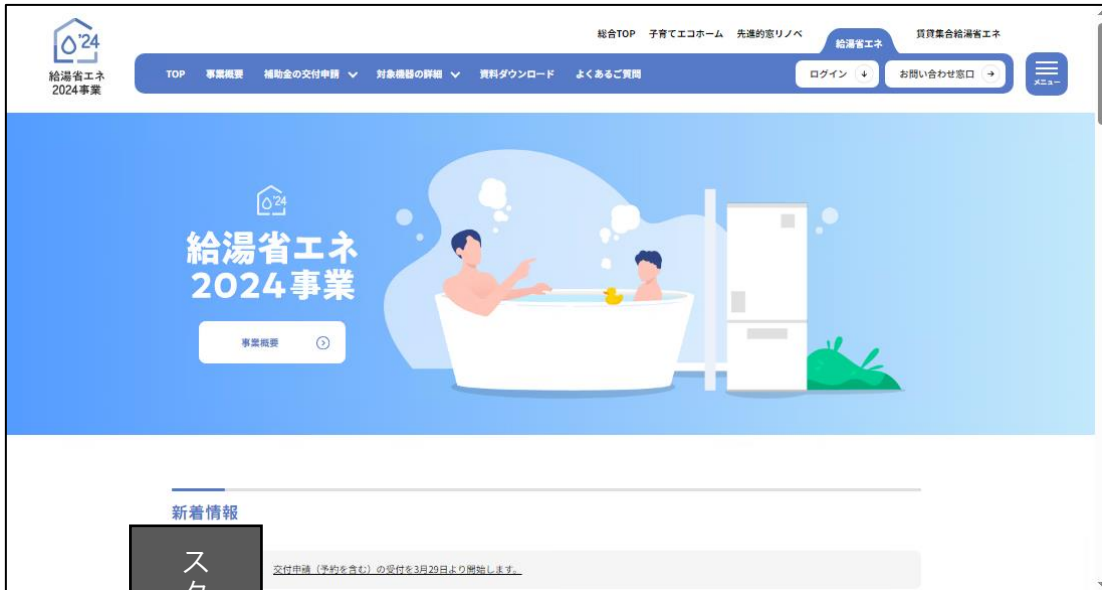 総合TOP 子育てエコホーム 先進的窓リノベ 給湯省エネ 賃貸集合給湯省エネ
'24
給湯省エネ
2024事業
TOP 事業概要 補助金の交付申請 対象機器の詳細 資料ダウンロード よくあるご質問 ログイン お問い合わせ窓口 メニュー
'24
給湯省エネ
2024事業
事業概要
新着情報
ス
交付申請（予約を含む）の受付を3月29日より開始します。